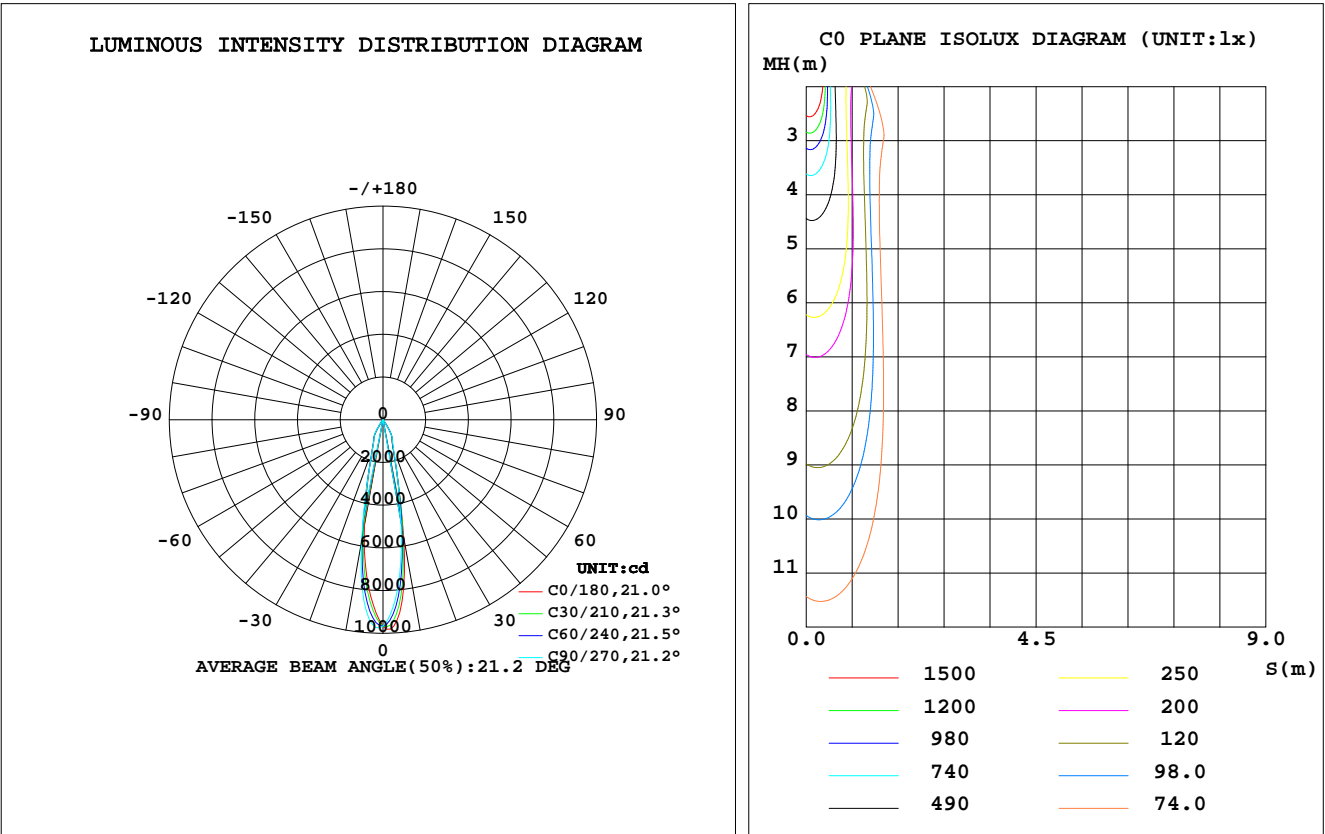 LUMINOUS INTENSITY DISTRIBUTION DIAGRAM
-/+180
-150 150
-120 120
-90 0 90
2000
4000
-60 6000 60
UNIT:cd
8000 C0/180,21.0°
-30 10000 30 C30/210,21.3°
C60/240,21.5°
0 C90/270,21.2°
AVERAGE BEAM ANGLE(50%):21.2 DEG
C0 PLANE ISOLUX DIAGRAM (UNIT:lx)
MH(m)
3
4
5
6
7
8
9
10
11
0.0 4.5 9.0
S(m)
1500 250
1200 200
980 120
740 98.0
490 74.0